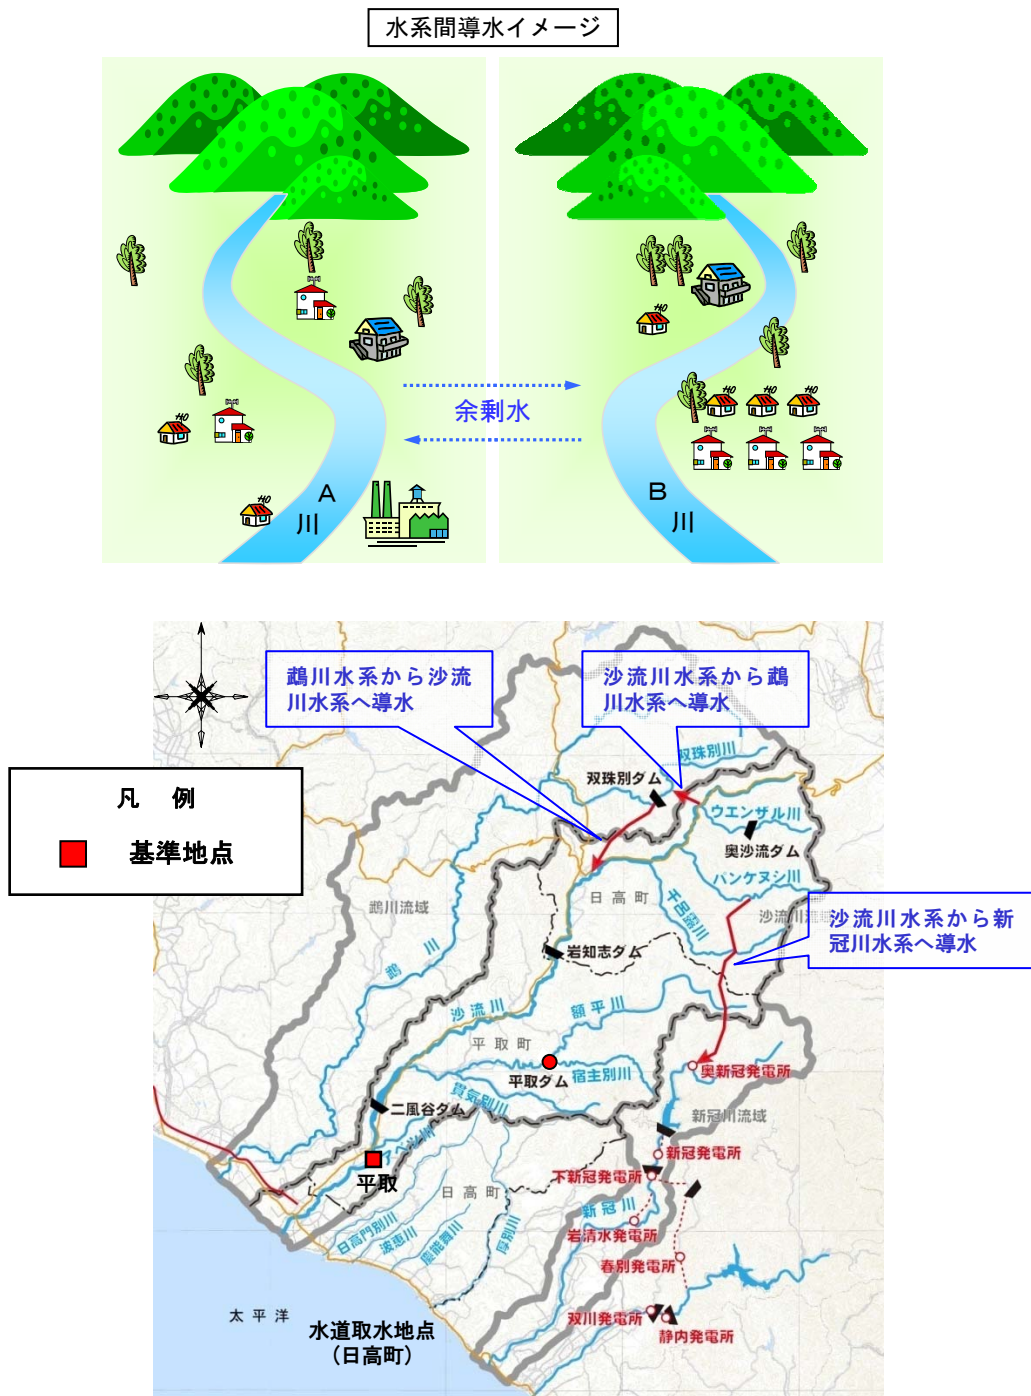 水系間導水イメージ
余剰水
A
川
B
川
鵡川水系から沙流
川水系へ導水
沙流川水系から鵡
川水系へ導水
双珠別川
双珠別ダム
ウエンザル川
奥沙流ダム
パンケヌシ川
凡 例
基準地点
日高町
千呂露川
鵡川流域
沙流川流域
沙流川水系から新
冠川水系へ導水
鵡川
岩知志ダム
沙流川
額平川
平取町
奥新冠発電所
平取ダム
宿主別川
貫気別川
二風谷ダム
新冠川流域
新冠発電所
平取
下新冠発電所
日高町
新冠川
日高門別川
波恵川
厚別川
岩清水発電所
春別発電所
太平洋
双川発電所
静内発電所
水道取水地点
（日高町）